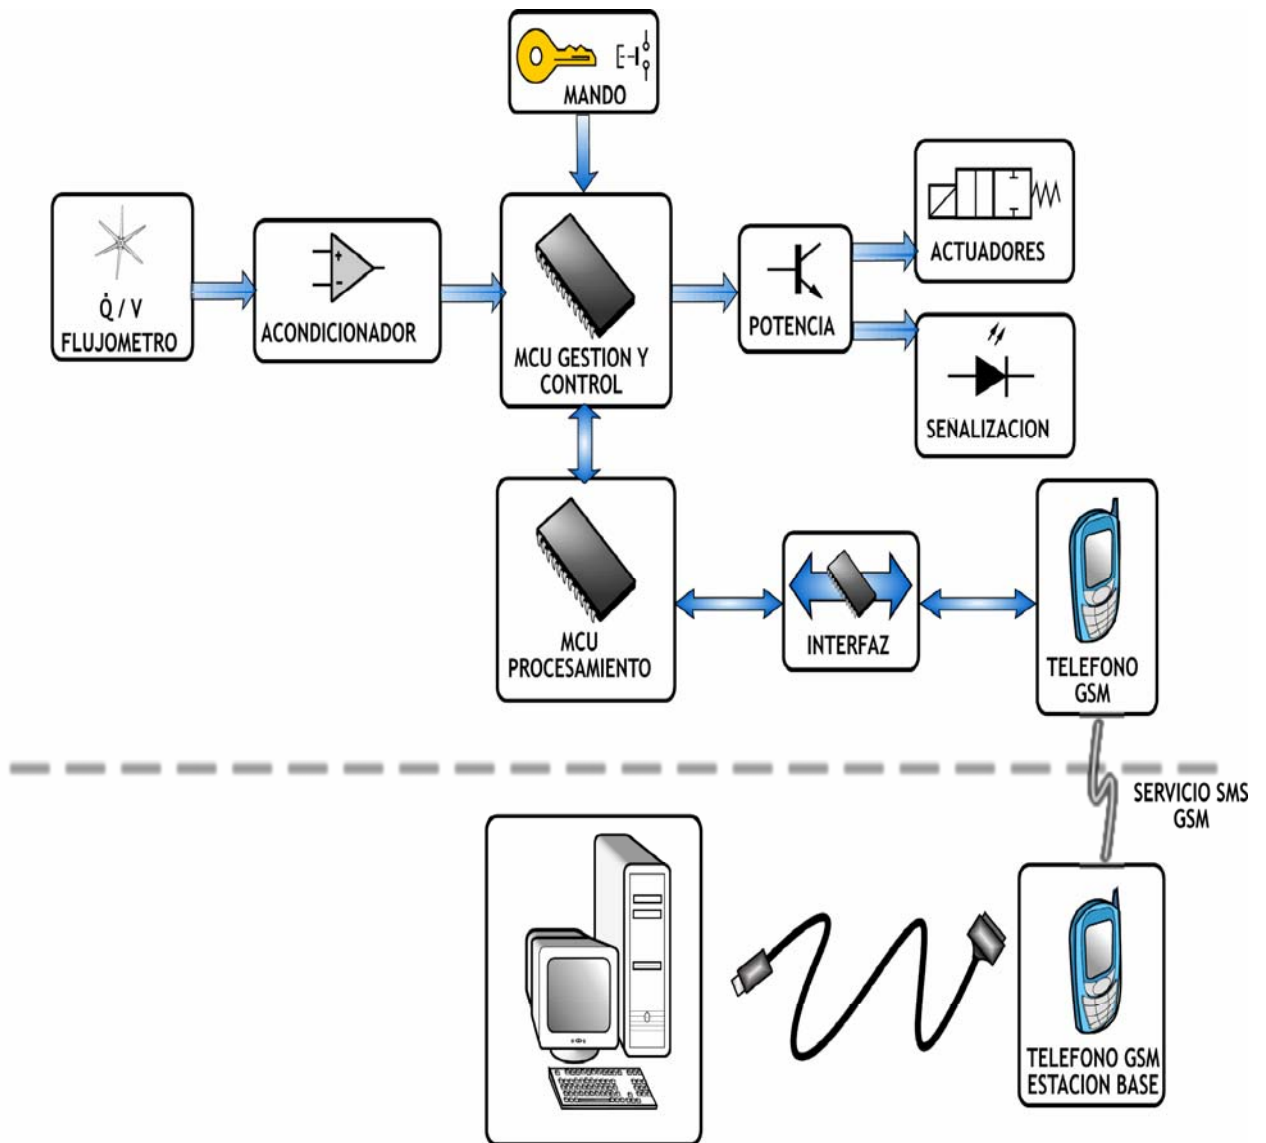 MANDO
Q̇ / V
FLUJOMETRO
ACONDICIONADOR
MCU GESTION Y
CONTROL
POTENCIA
ACTUADORES
SEÑALIZACION
MCU
PROCESAMIENTO
INTERFAZ
TELEFONO
GSM
SERVICIO SMS
GSM
TELEFONO GSM
ESTACION BASE